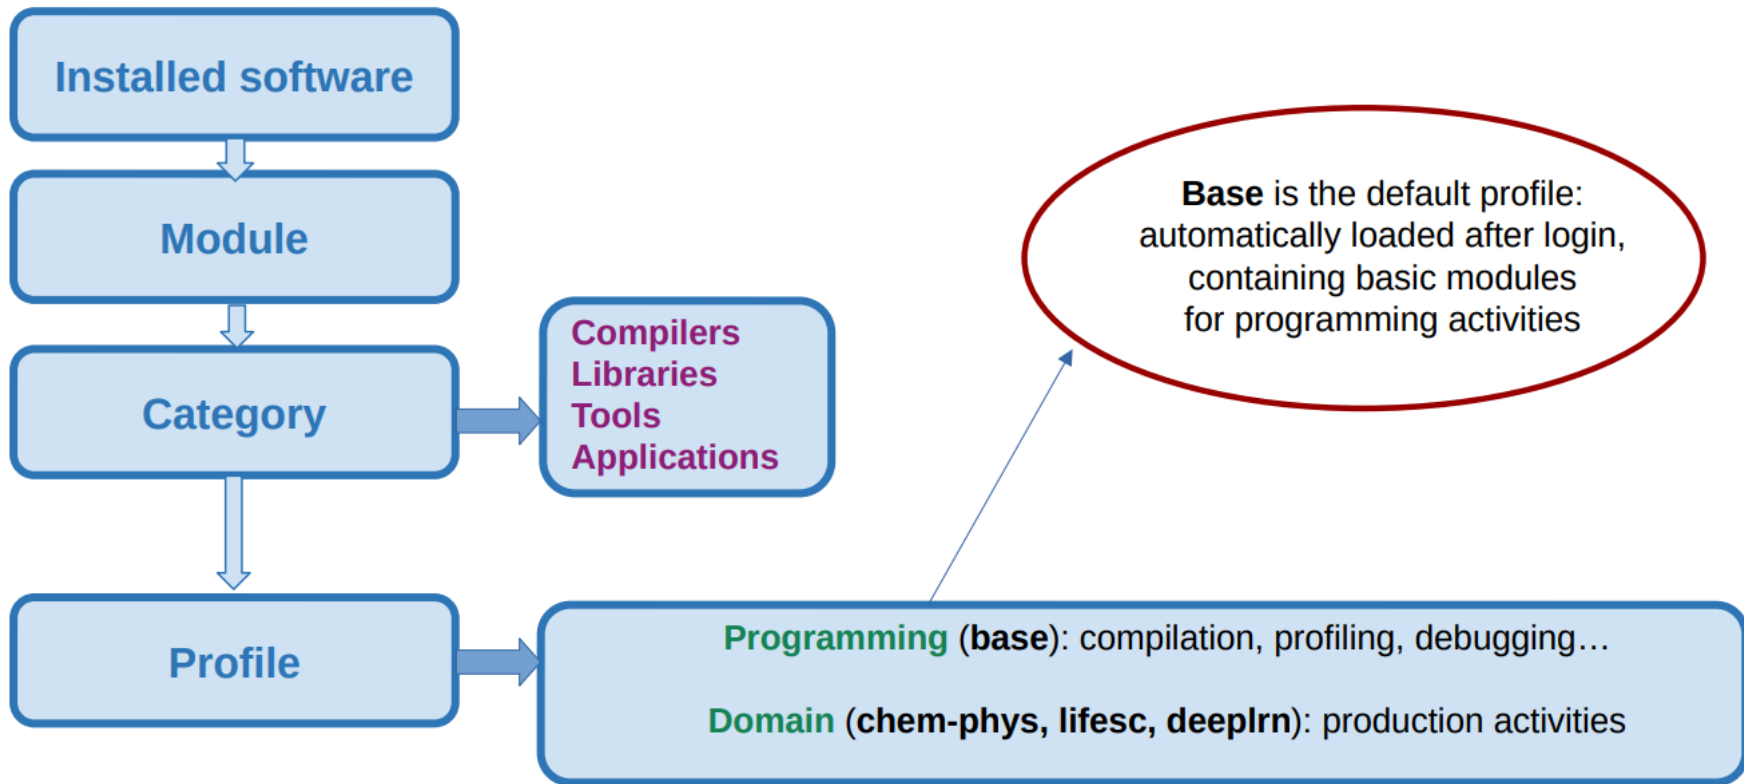 Installed software
Module
Category
Compilers
Libraries
Tools
Applications
Base is the default profile:
automatically loaded after login,
containing basic modules
for programming activities
Profile
Programming (base): compilation, profiling, debugging…
Domain (chem-phys, lifesc, deeplrn): production activities